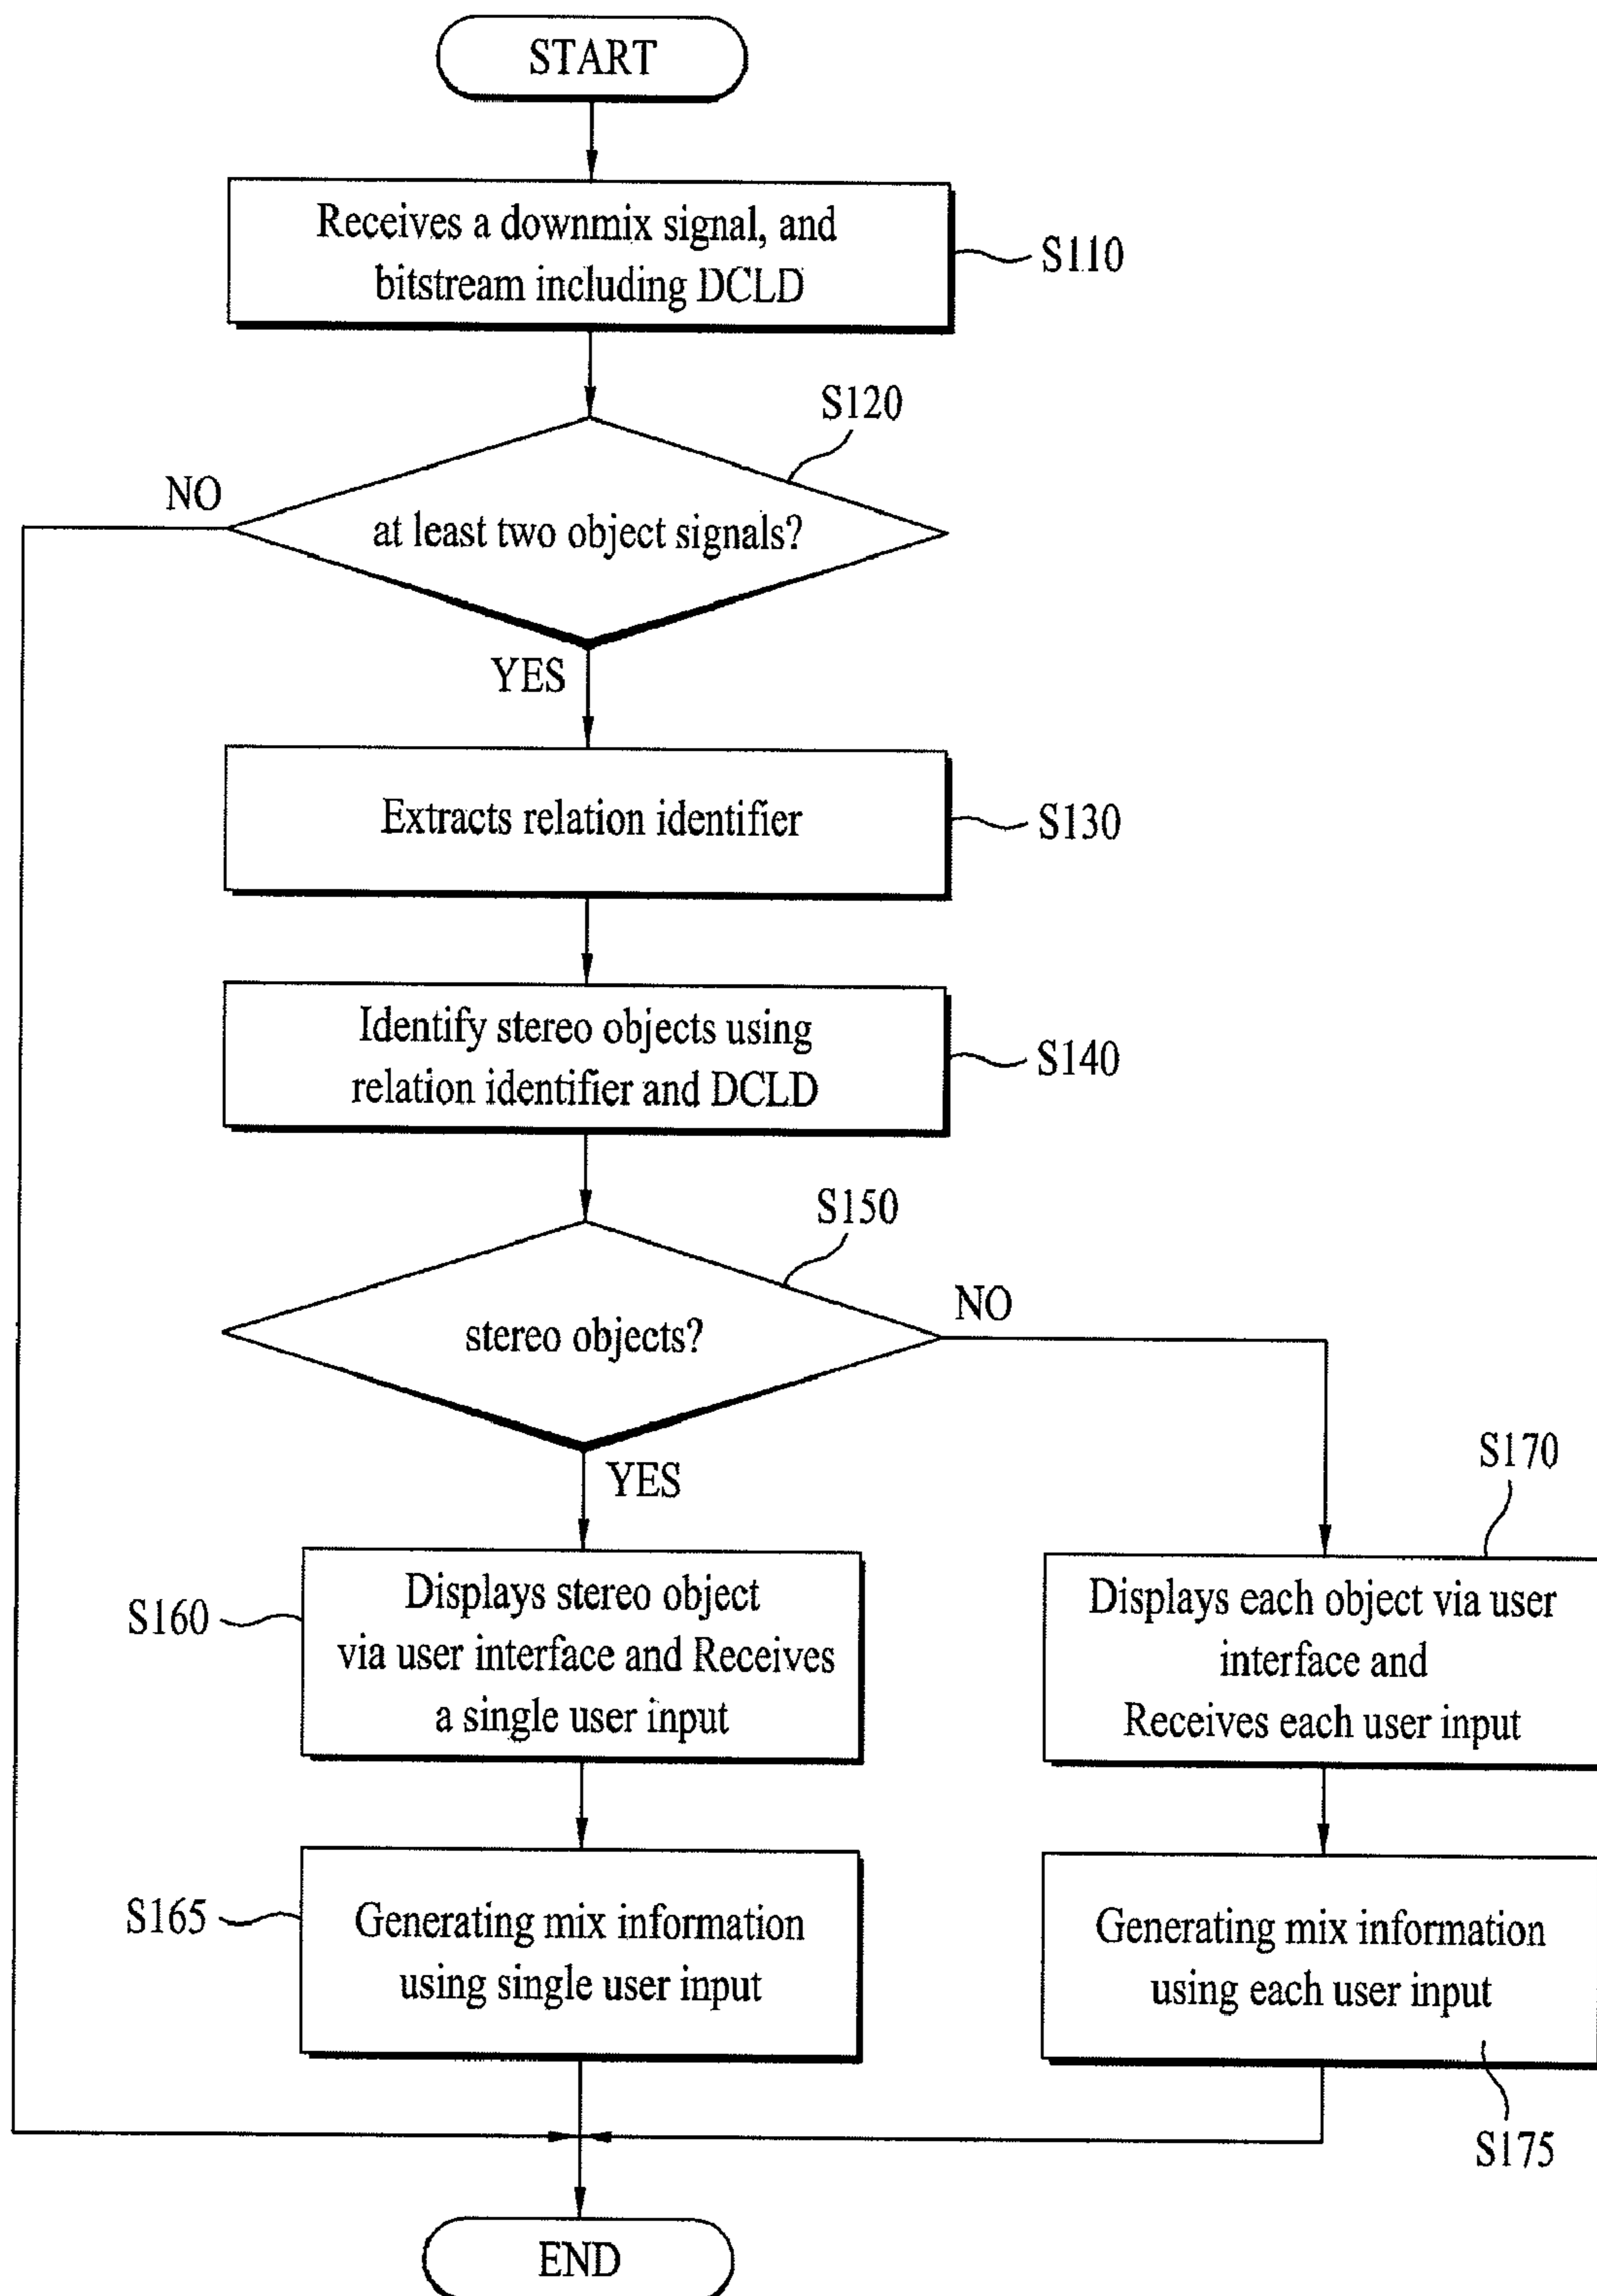 START
Receives a downmix signal, and
bitstream including DCLD
S110
S120
NO
at least two object signals?
YES
Extracts relation identifier
S130
Identify stereo objects using
relation identifier and DCLD
S140
S150
NO
stereo objects?
YES
S170
S160
Displays stereo object
via user interface and Receives
a single user input
Displays each object via user
interface and
Receives each user input
S165
Generating mix information
using single user input
Generating mix information
using each user input
S175
END